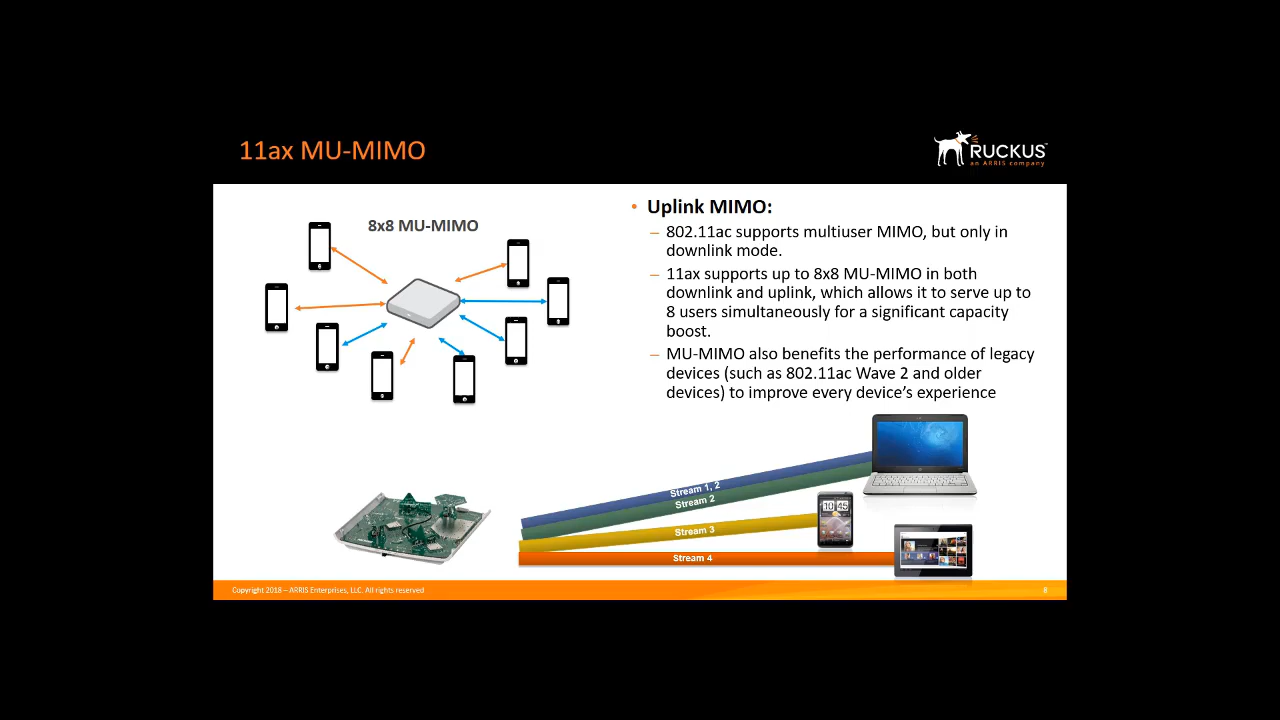 11ax MU-MIMO
RUCKUS™
an ARRIS company
8x8 MU-MIMO
• Uplink MIMO:
– 802.11ac supports multiuser MIMO, but only in
downlink mode.
– 11ax supports up to 8x8 MU-MIMO in both
downlink and uplink, which allows it to serve up to
8 users simultaneously for a significant capacity
boost.
– MU-MIMO also benefits the performance of legacy
devices (such as 802.11ac Wave 2 and older
devices) to improve every device’s experience
Stream 1, 2
Stream 2
Stream 3
Stream 4
10 45
Copyright 2018 – ARRIS Enterprises, LLC. All rights reserved
8